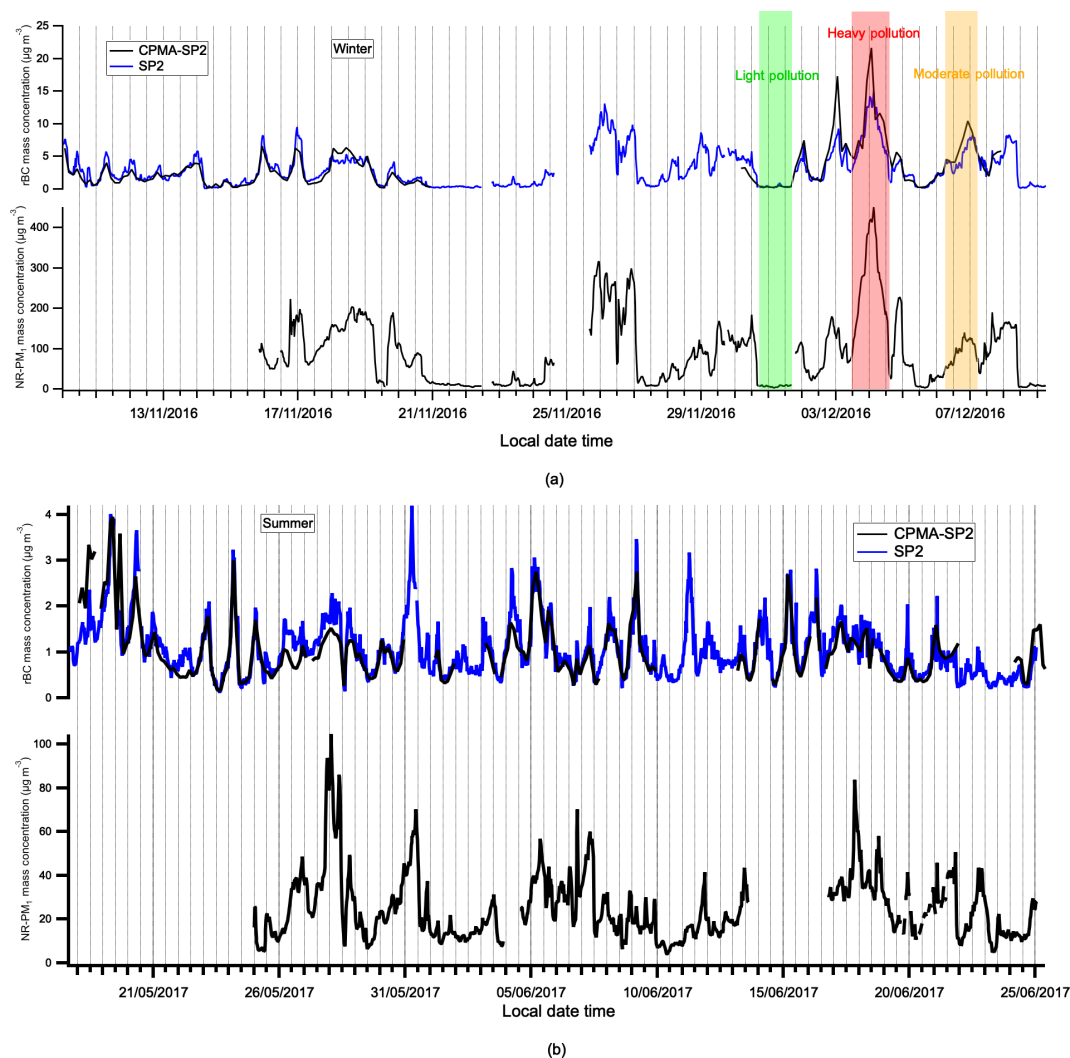 rBC mass concentration (µg m⁻³)
25
20
15
10
5
0
CPMA-SP2
SP2
Winter
Light pollution
Heavy pollution
Moderate pollution
NR-PM₁ mass concentration (µg m⁻³)
400
300
200
100
0
13/11/2016 17/11/2016 21/11/2016 25/11/2016 29/11/2016 03/12/2016 07/12/2016
Local date time
(a)
rBC mass concentration (µg m⁻³)
4
3
2
1
0
Summer
CPMA-SP2
SP2
NR-PM₁ mass concentration (µg m⁻³)
100
80
60
40
20
0
21/05/2017 26/05/2017 31/05/2017 05/06/2017 10/06/2017 15/06/2017 20/06/2017 25/06/2017
Local date time
(b)